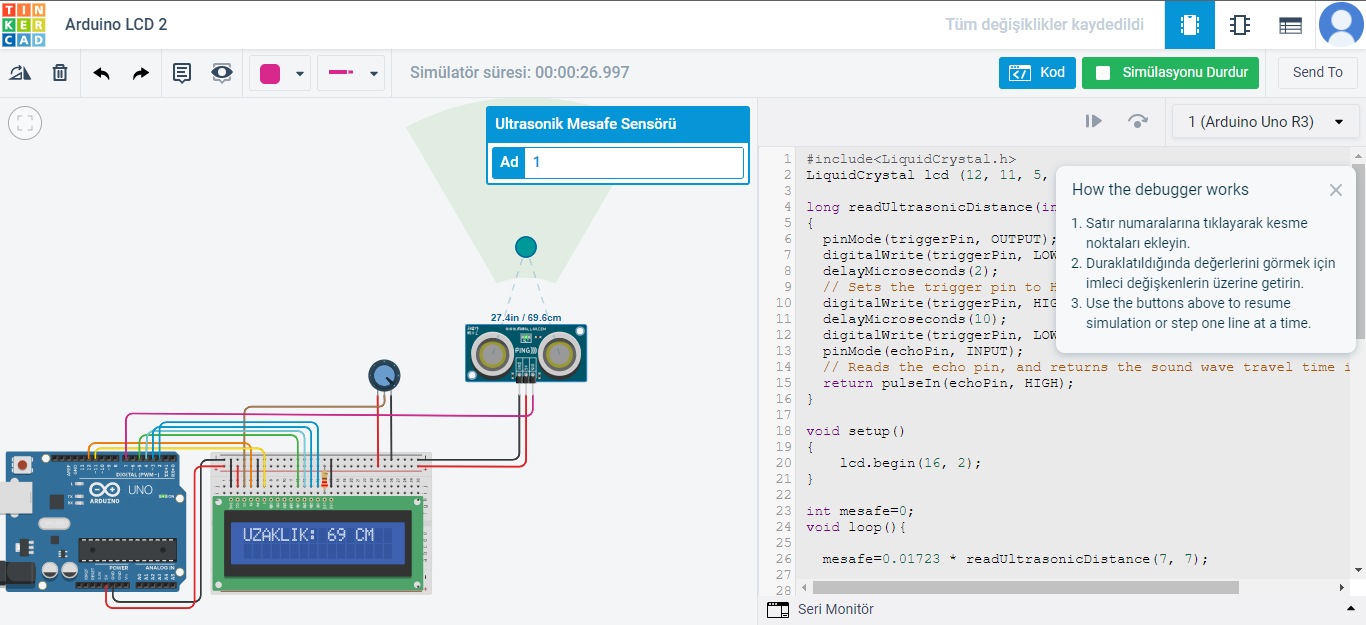 TIN
KER
CAD
Arduino LCD 2
Tüm değişiklikler kaydedildi
Simülatör süresi: 00:00:26.997
Kod
Simülasyonu Durdur
Send To
Ultrasonik Mesafe Sensörü
Ad 1
27.4in / 69.6cm
PING)))
DIGITAL (PWM~)
UNO
ARDUINO
POWER
ANALOG IN
UZAKLIK: 69 CM
1 (Arduino Uno R3)
1 #include<LiquidCrystal.h>
2 LiquidCrystal lcd (12, 11, 5,
3
4 long readUltrasonicDistance(in
5 {
6 pinMode(triggerPin, OUTPUT);
7 digitalWrite(triggerPin, LOW
8 delayMicroseconds(2);
9 // Sets the trigger pin to H
10 digitalWrite(triggerPin, HIG
11 delayMicroseconds(10);
12 digitalWrite(triggerPin, LOW
13 pinMode(echoPin, INPUT);
14 // Reads the echo pin, and returns the sound wave travel time i
15 return pulseIn(echoPin, HIGH);
16 }
17
18 void setup()
19 {
20 lcd.begin(16, 2);
21 }
22
23 int mesafe=0;
24 void loop(){
25
26 mesafe=0.01723 * readUltrasonicDistance(7, 7);
27
28
How the debugger works
1. Satır numaralarına tıklayarak kesme
noktaları ekleyin.
2. Duraklatıldığında değerlerini görmek için
imleci değişkenlerin üzerine getirin.
3. Use the buttons above to resume
simulation or step one line at a time.
Seri Monitör